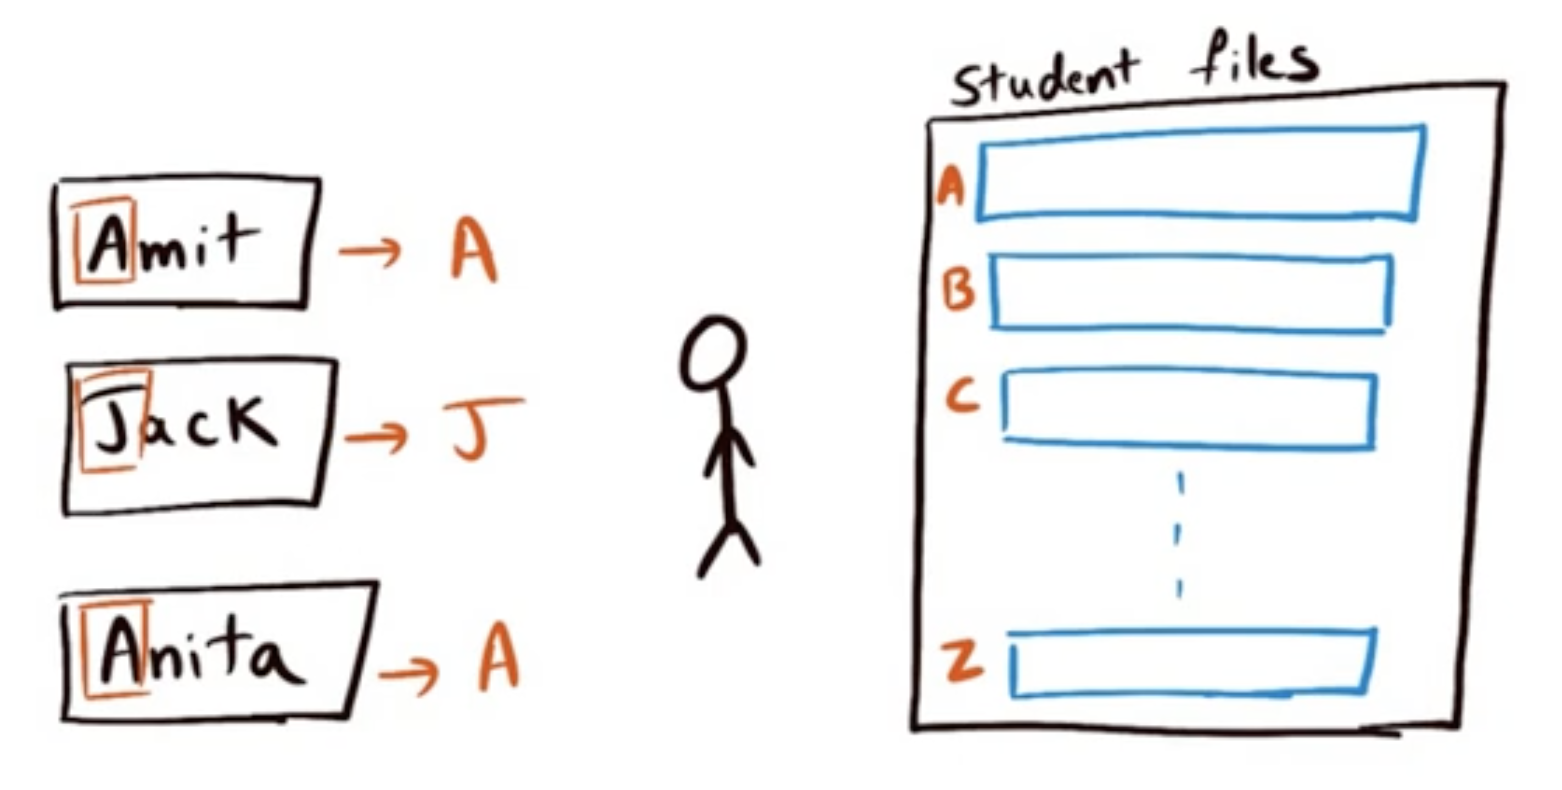 Student files
Amit → A
Jack → J
Anita → A
A
B
C
Z